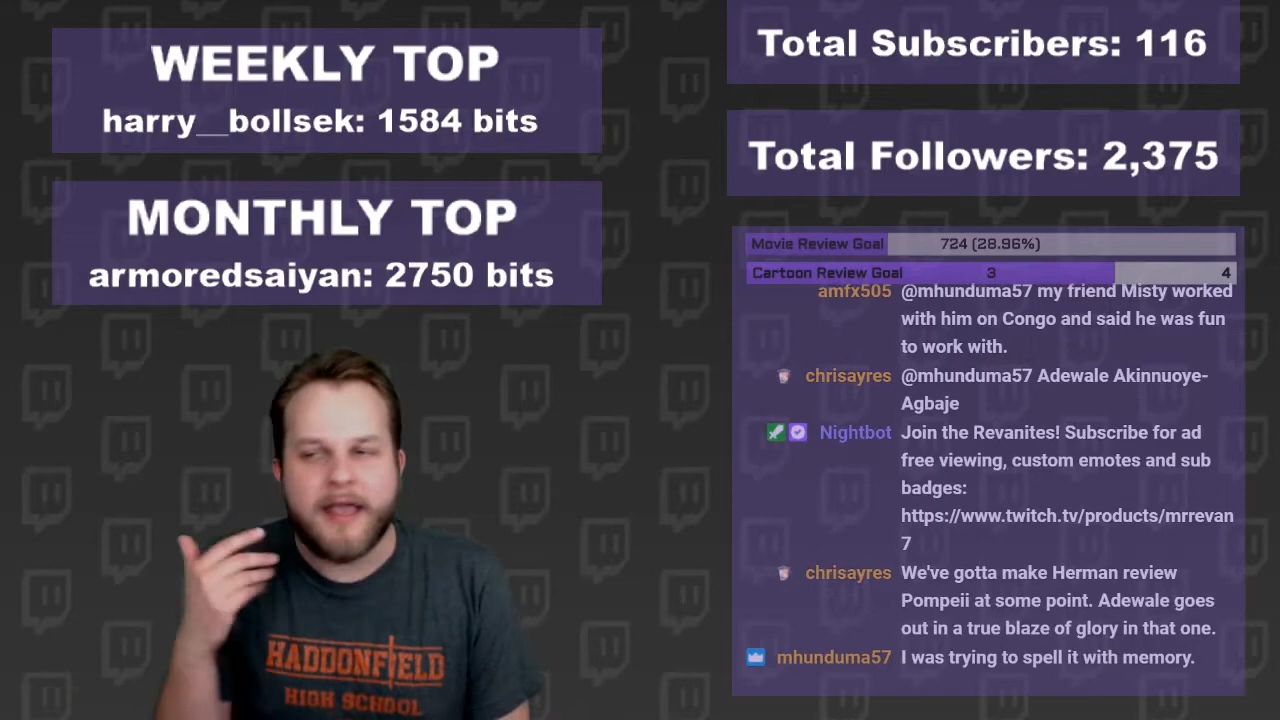 WEEKLY TOP
harry__bollsek: 1584 bits
MONTHLY TOP
armoredsaiyan: 2750 bits
Total Subscribers: 116
Total Followers: 2,375
Movie Review Goal 724 (28.96%)
Cartoon Review Goal 3 4
amfx505 @mhunduma57 my friend Misty worked
with him on Congo and said he was fun
to work with.
chrisayres @mhunduma57 Adewale Akinnuoye-
Agbaje
Nightbot Join the Revanites! Subscribe for ad
free viewing, custom emotes and sub
badges:
https://www.twitch.tv/products/mrrevan
7
chrisayres We've gotta make Herman review
Pompeii at some point. Adewale goes
out in a true blaze of glory in that one.
mhunduma57 I was trying to spell it with memory.
HADDONFIELD
HIGH SCHOOL